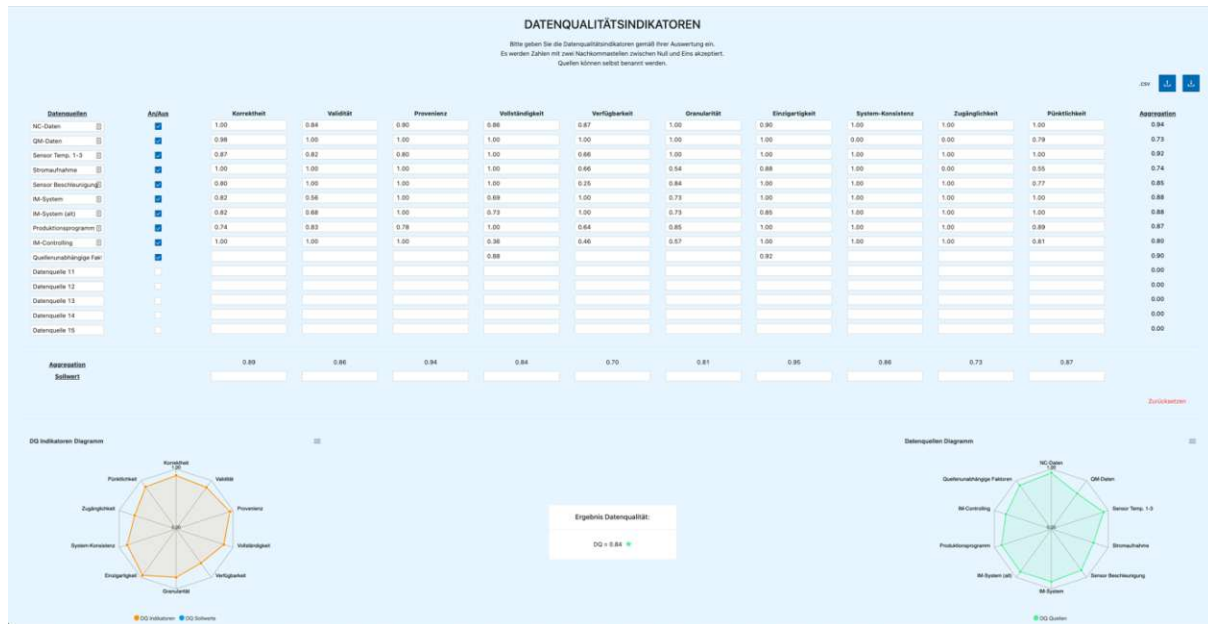 DATENQUALITÄTSINDIKATOREN
Bitte geben Sie die Datenqualitätsindikatoren gemäß Ihrer Auswertung ein.
Es werden Zahlen mit zwei Nachkommastellen zwischen Null und Eins akzeptiert.
Quellen können selbst benannt werden.
.csv
Datenquellen An/Aus Korrektheit Validität Provenienz Vollständigkeit Verfügbarkeit Granularität Einzigartigkeit System-Konsistenz Zugänglichkeit Pünktlichkeit Aggregation
NC-Daten 1.00 0.84 0.90 0.86 0.87 1.00 0.90 1.00 1.00 1.00 0.94
QM-Daten 0.98 1.00 1.00 1.00 1.00 1.00 1.00 0.00 0.00 0.79 0.73
Sensor Temp. 1-3 0.87 0.82 0.80 1.00 0.66 1.00 1.00 1.00 1.00 1.00 0.92
Stromaufnahme 1.00 1.00 1.00 1.00 0.66 0.54 0.88 1.00 0.00 0.55 0.74
Sensor Beschleunigung 0.80 1.00 1.00 1.00 0.25 0.84 1.00 1.00 1.00 0.77 0.85
IM-System 0.82 0.56 1.00 0.69 1.00 0.73 1.00 1.00 1.00 1.00 0.88
IM-System (alt) 0.82 0.68 1.00 0.73 1.00 0.73 0.85 1.00 1.00 1.00 0.88
Produktionsprogramm 0.74 0.83 0.78 1.00 0.64 0.85 1.00 1.00 1.00 0.89 0.87
IM-Controlling 1.00 1.00 1.00 0.36 0.46 0.57 1.00 1.00 1.00 0.81 0.80
Quellenunabhängige Fakt 0.88 0.92 0.90
Datenquelle 11 0.00
Datenquelle 12 0.00
Datenquelle 13 0.00
Datenquelle 14 0.00
Datenquelle 15 0.00
Aggregation 0.89 0.86 0.94 0.84 0.70 0.81 0.95 0.86 0.73 0.87
Sollwert
Zurücksetzen
DQ Indikatoren Diagramm
Korrektheit
1.00
Validität
Provenienz
Vollständigkeit
Verfügbarkeit
Granularität
Einzigartigkeit
System-Konsistenz
Zugänglichkeit
Pünktlichkeit
0.00
DQ Indikatoren DQ Sollwerte
Ergebnis Datenqualität:
DQ = 0.84
Datenquellen Diagramm
NC-Daten
1.00
QM-Daten
Sensor Temp. 1-3
Stromaufnahme
Sensor Beschleunigung
IM-System
IM-System (alt)
Produktionsprogramm
IM-Controlling
Quellenunabhängige Faktoren
0.00
DQ Quellen